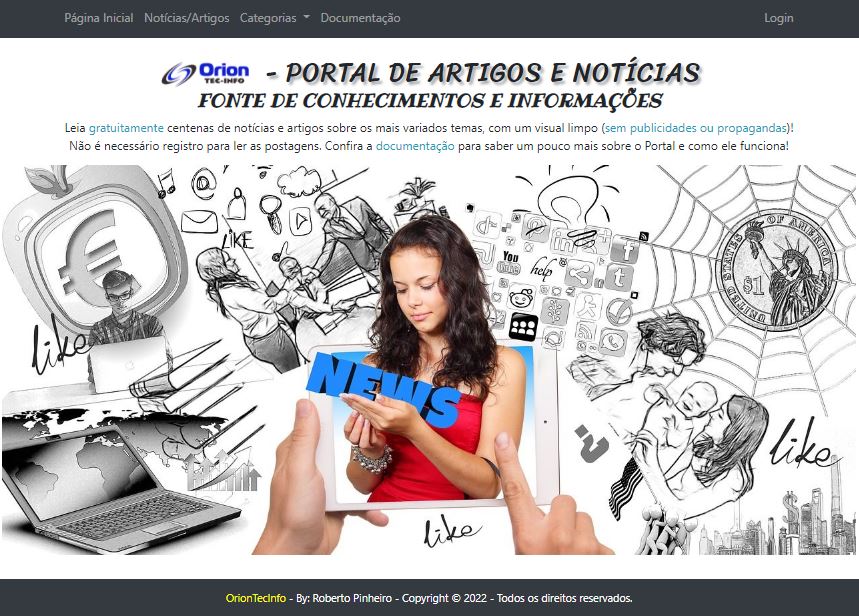 Página Inicial Notícias/Artigos Categorias Documentação Login
Orion TEC-INFO - PORTAL DE ARTIGOS E NOTÍCIAS
FONTE DE CONHECIMENTOS E INFORMAÇÕES
Leia gratuitamente centenas de notícias e artigos sobre os mais variados temas, com um visual limpo (sem publicidades ou propagandas)!
Não é necessário registro para ler as postagens. Confira a documentação para saber um pouco mais sobre o Portal e como ele funciona!
LIKE
You
Tube
help
in
f
t
UNITED STATES OF AMERICA
$1
like
NEWS
like
like
OrionTecInfo - By: Roberto Pinheiro - Copyright © 2022 - Todos os direitos reservados.